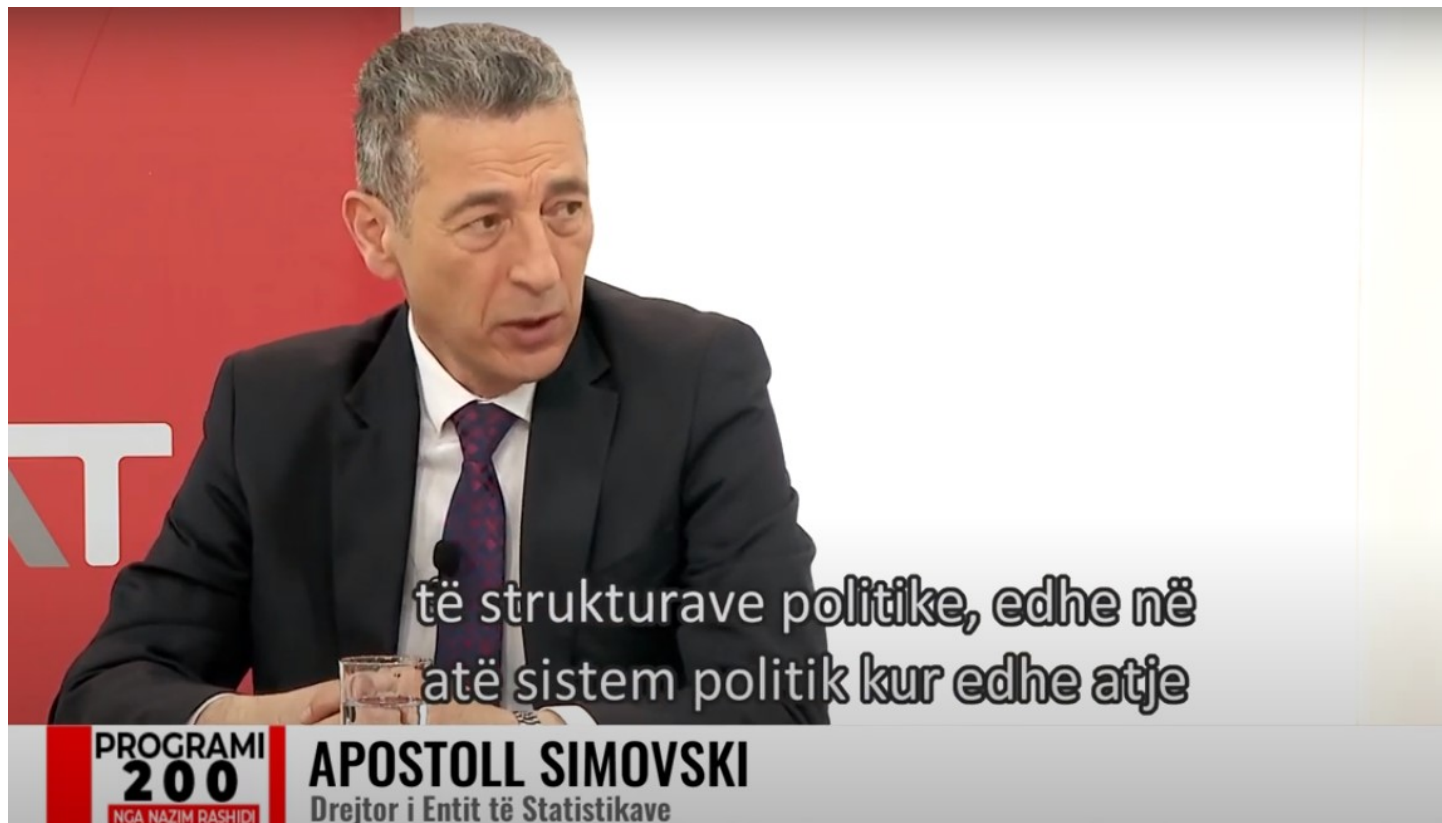 AT
të strukturave politike, edhe në
atë sistem politik kur edhe atje
PROGRAMI
200
NGA NAZIM RASHIDI
APOSTOLL SIMOVSKI
Drejtor i Entit të Statistikave